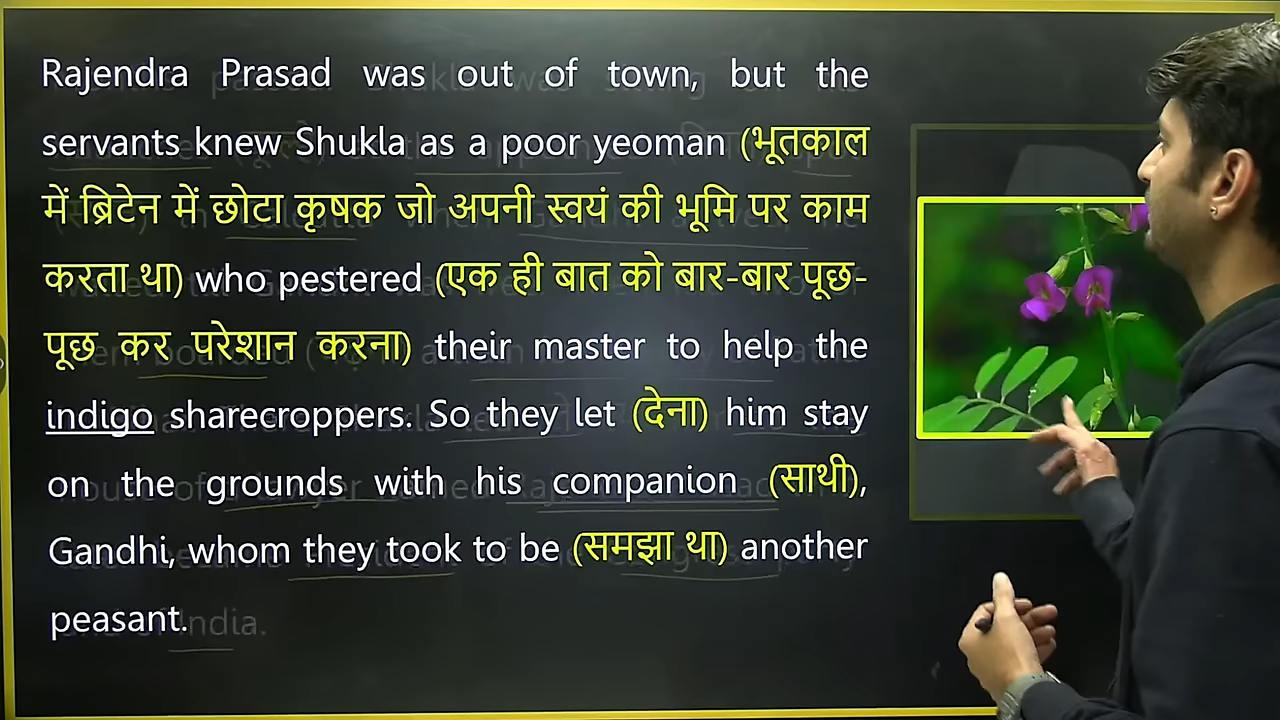 Rajendra Prasad was out of town, but the
servants knew Shukla as a poor yeoman (भूतकाल
में ब्रिटेन में छोटा कृषक जो अपनी स्वयं की भूमि पर काम
करता था) who pestered (एक ही बात को बार-बार पूछ-
पूछ कर परेशान करना) their master to help the
indigo sharecroppers. So they let (देना) him stay
on the grounds with his companion (साथी),
Gandhi, whom they took to be (समझा था) another
peasant.